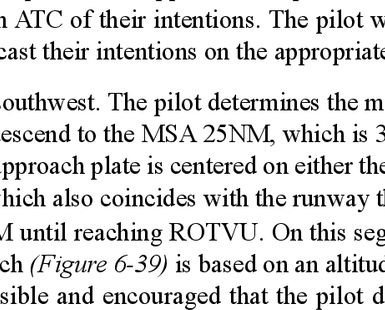 ATC of their intentions. The pilot w
cast their intentions on the appropriate
outhwest. The pilot determines the m
escend to the MSA 25NM, which is 3
pproach plate is centered on either the
hich also coincides with the runway t
M until reaching ROTVU. On this seg
ch (Figure 6-39) is based on an altitud
sible and encouraged that the pilot d